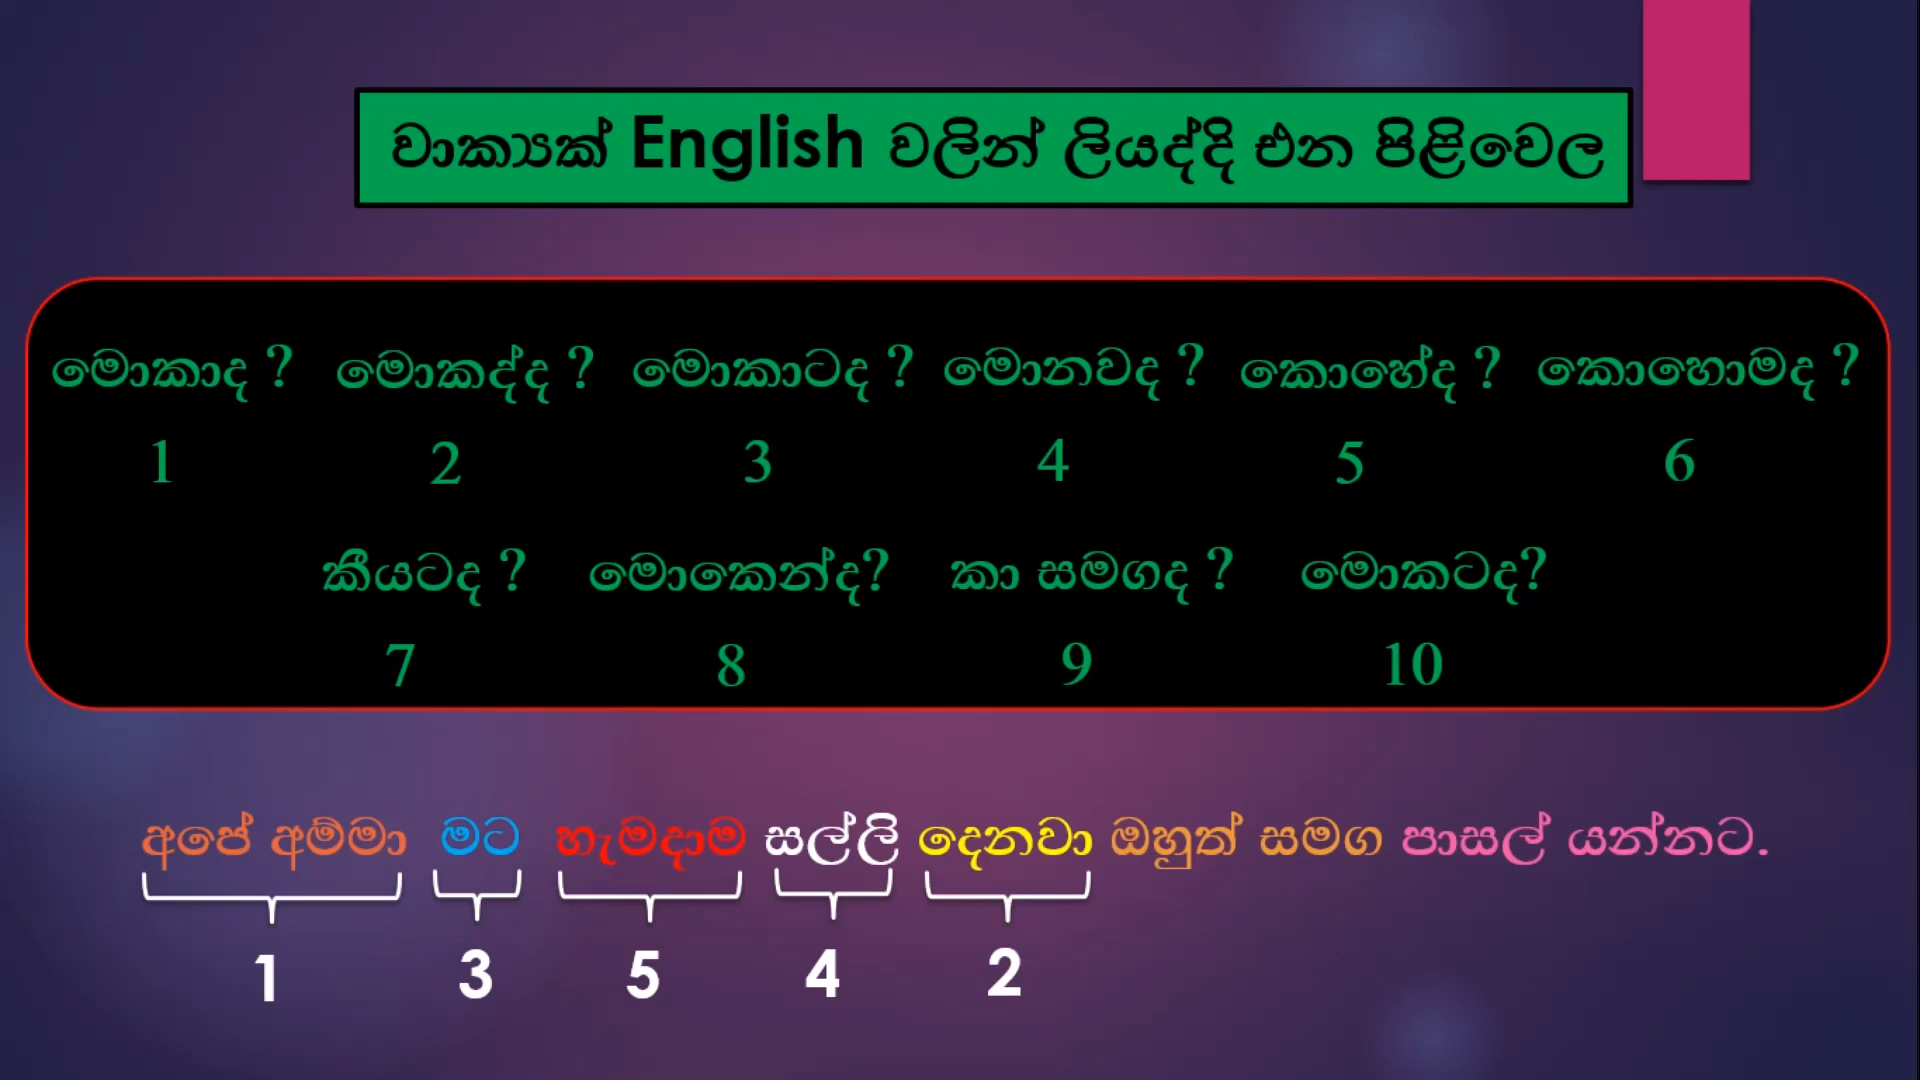 වාක්‍යක් English වලින් ලියද්දි එන පිළිවෙල
මොකාද ? මොකද්ද ? මොකාටද ? මොනවද ? කොහේද ? කොහොමද ?
1 2 3 4 5 6
කීයටද ? මොකෙන්ද? කා සමගද ? මොකටද?
7 8 9 10
අපේ අම්මා මට හැමදාම සල්ලි දෙනවා ඔහුත් සමග පාසල් යන්නට.
1 3 5 4 2